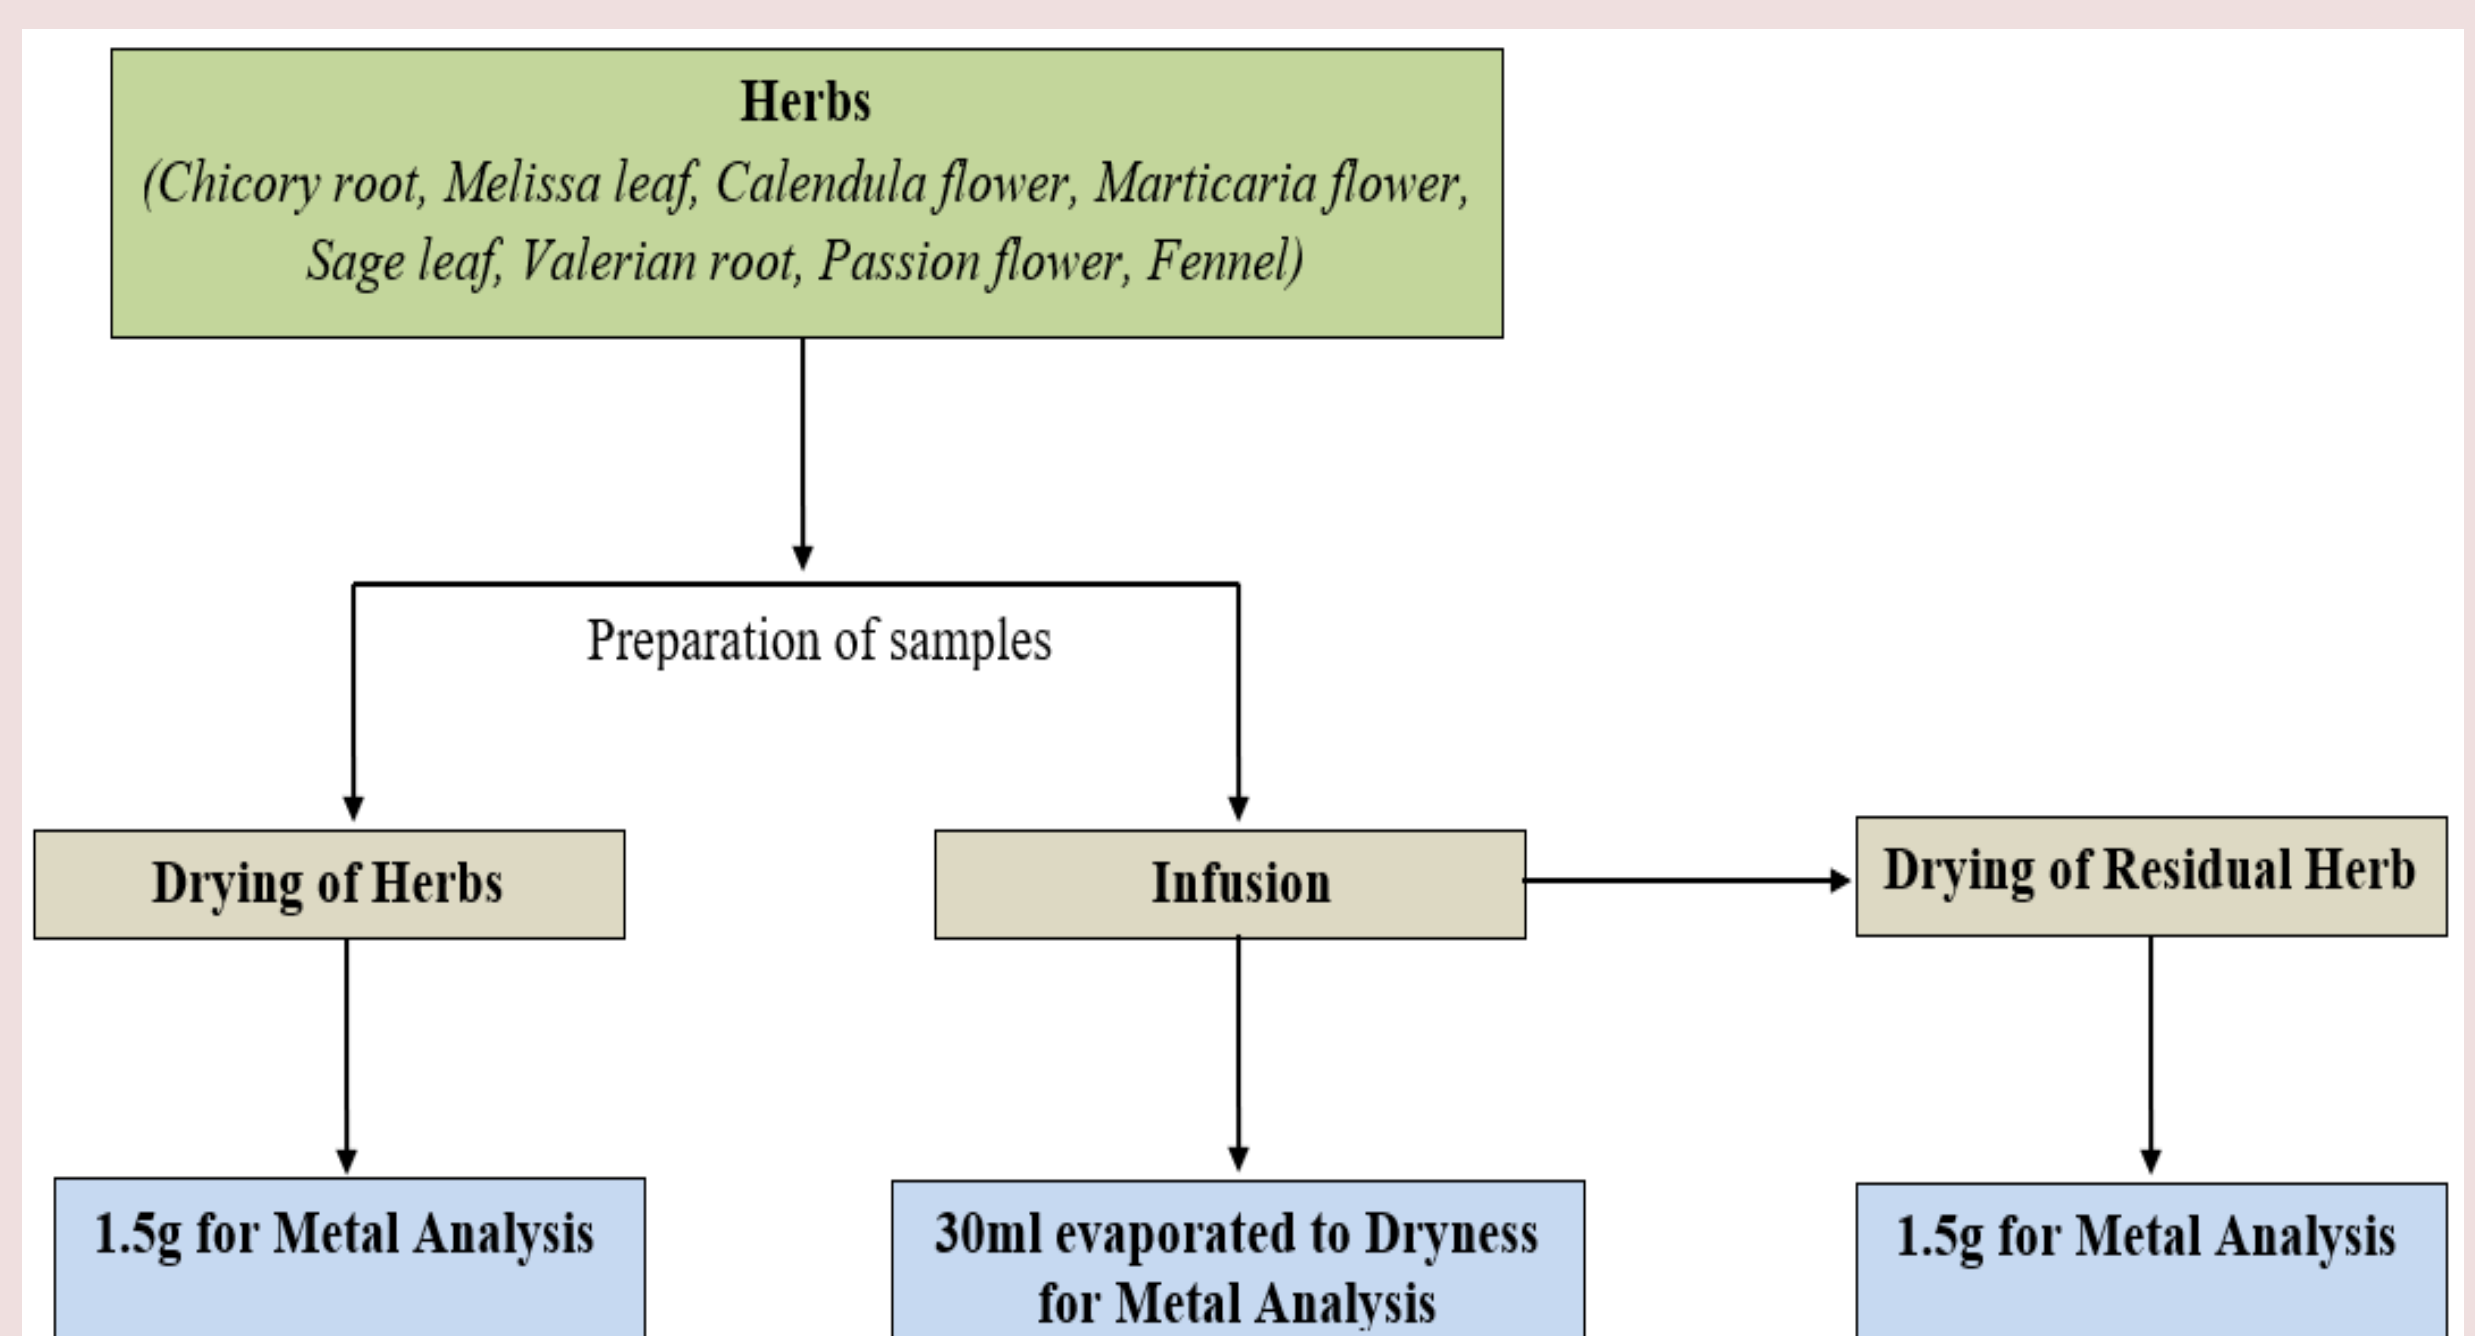 Herbs
(Chicory root, Melissa leaf, Calendula flower, Marticaria flower,
Sage leaf, Valerian root, Passion flower, Fennel)
Preparation of samples
Drying of Herbs
Infusion
Drying of Residual Herb
1.5g for Metal Analysis
30ml evaporated to Dryness
for Metal Analysis
1.5g for Metal Analysis